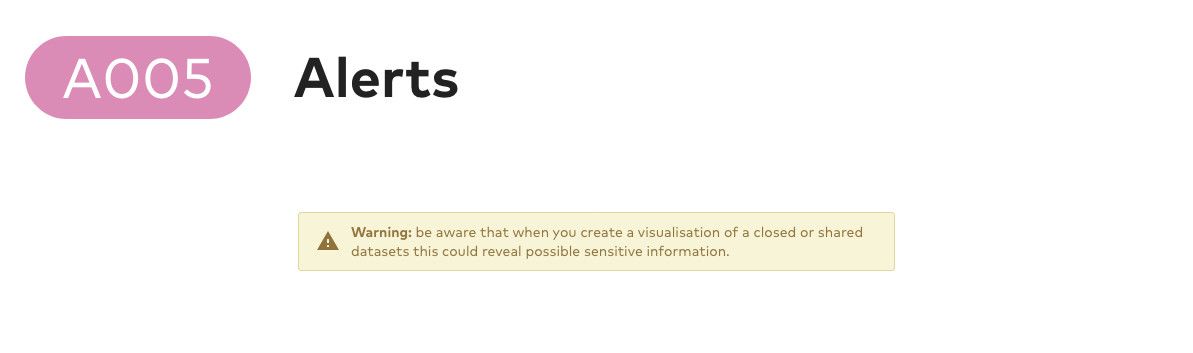 A005 Alerts
Warning: be aware that when you create a visualisation of a closed or shared
datasets this could reveal possible sensitive information.